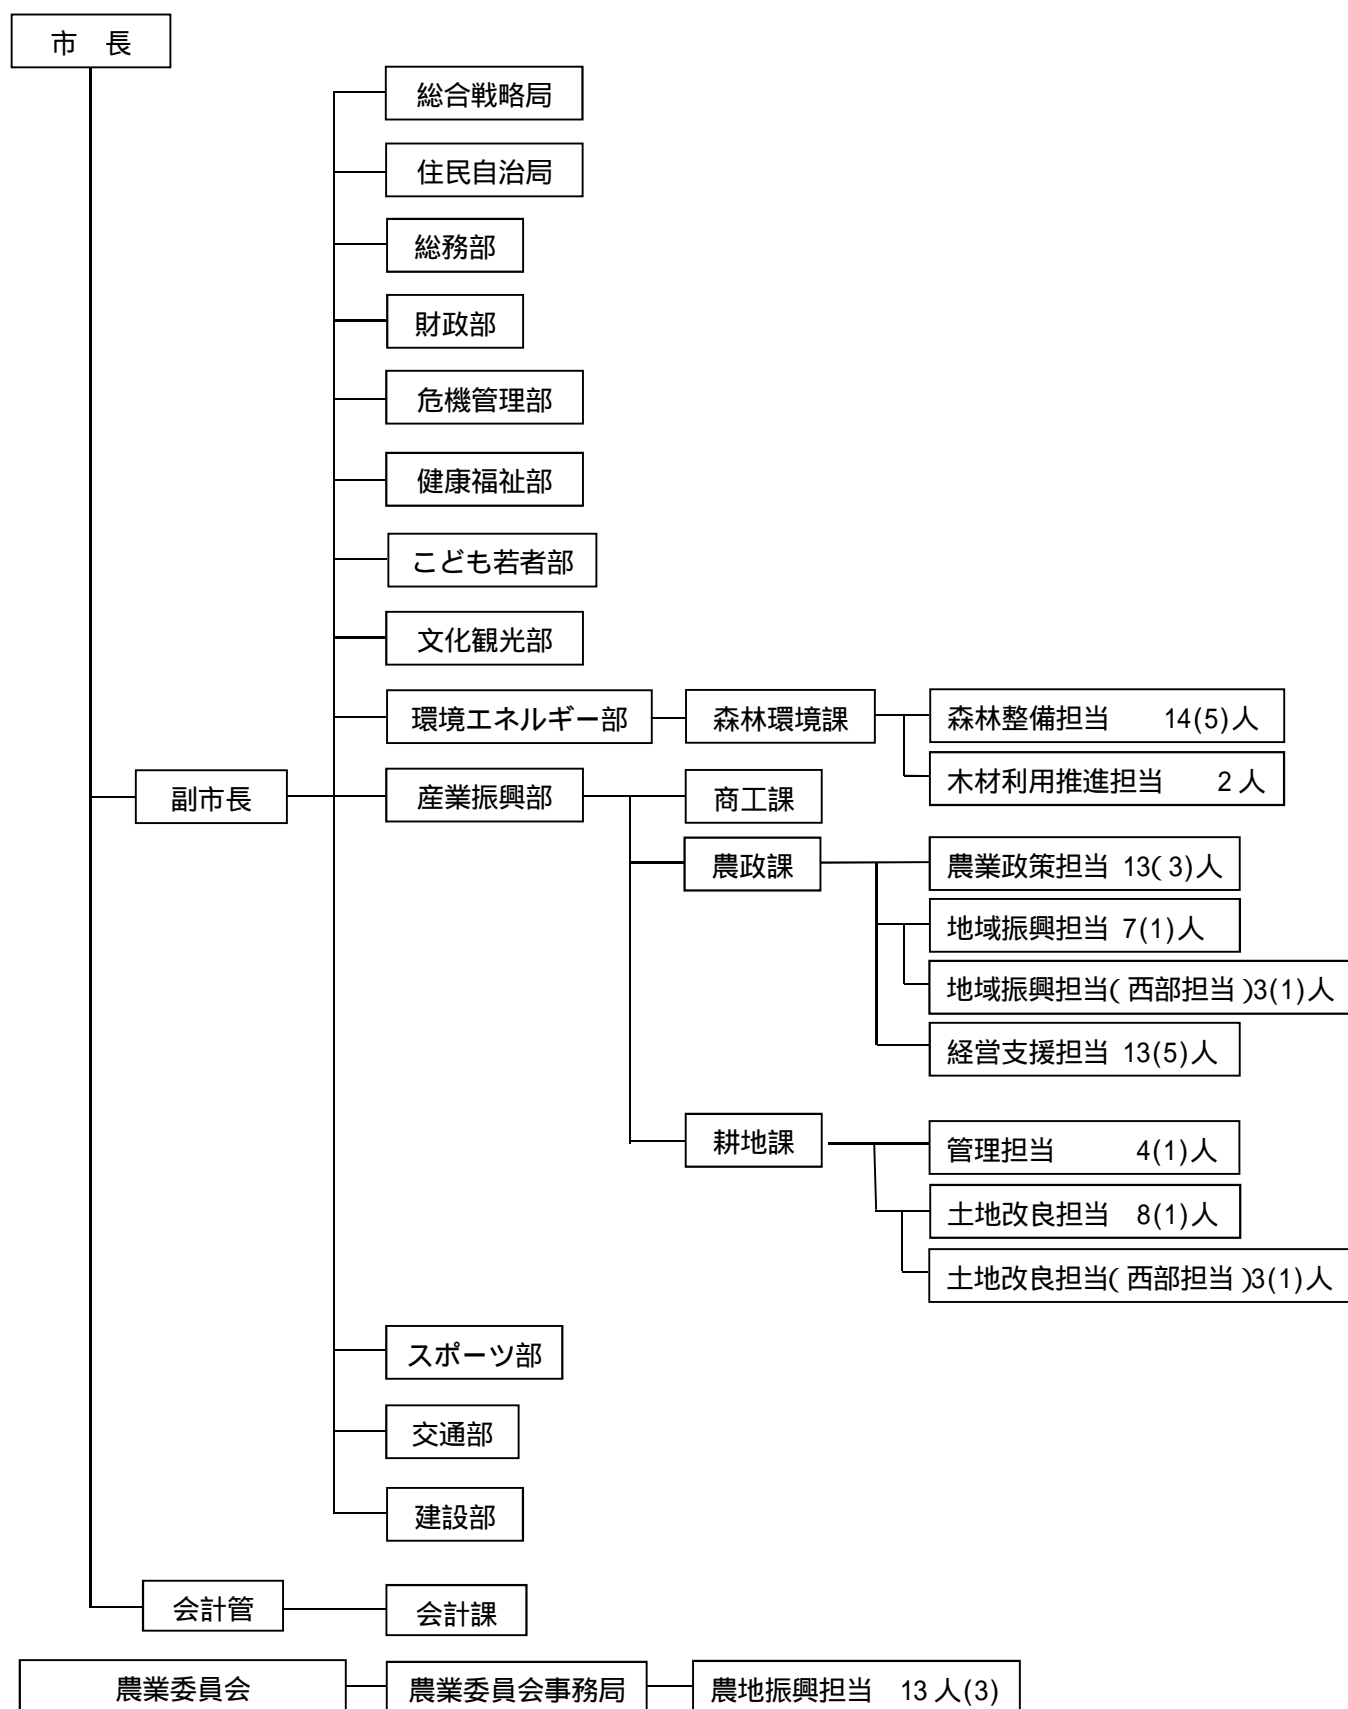 市　長
総合戦略局
住民自治局
総務部
財政部
危機管理部
健康福祉部
こども若者部
文化観光部
環境エネルギー部
森林環境課
森林整備担当　　14(5)人
木材利用推進担当　　2人
副市長
産業振興部
商工課
農政課
農業政策担当 13(3)人
地域振興担当 7(1)人
地域振興担当(西部担当)3(1)人
経営支援担当 13(5)人
耕地課
管理担当　　　4(1)人
土地改良担当　8(1)人
土地改良担当(西部担当)3(1)人
スポーツ部
交通部
建設部
会計管
会計課
農業委員会
農業委員会事務局
農地振興担当　13人(3)